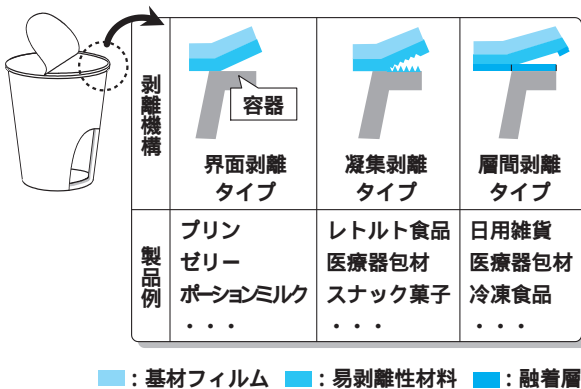 剥離機構
容器
界面剥離
タイプ
凝集剥離
タイプ
層間剥離
タイプ
製品例
プリン
ゼリー
ポーションミルク
・・・
レトルト食品
医療器包材
スナック菓子
・・・
日用雑貨
医療器包材
冷凍食品
・・・
：基材フィルム ：易剥離性材料 ：融着層